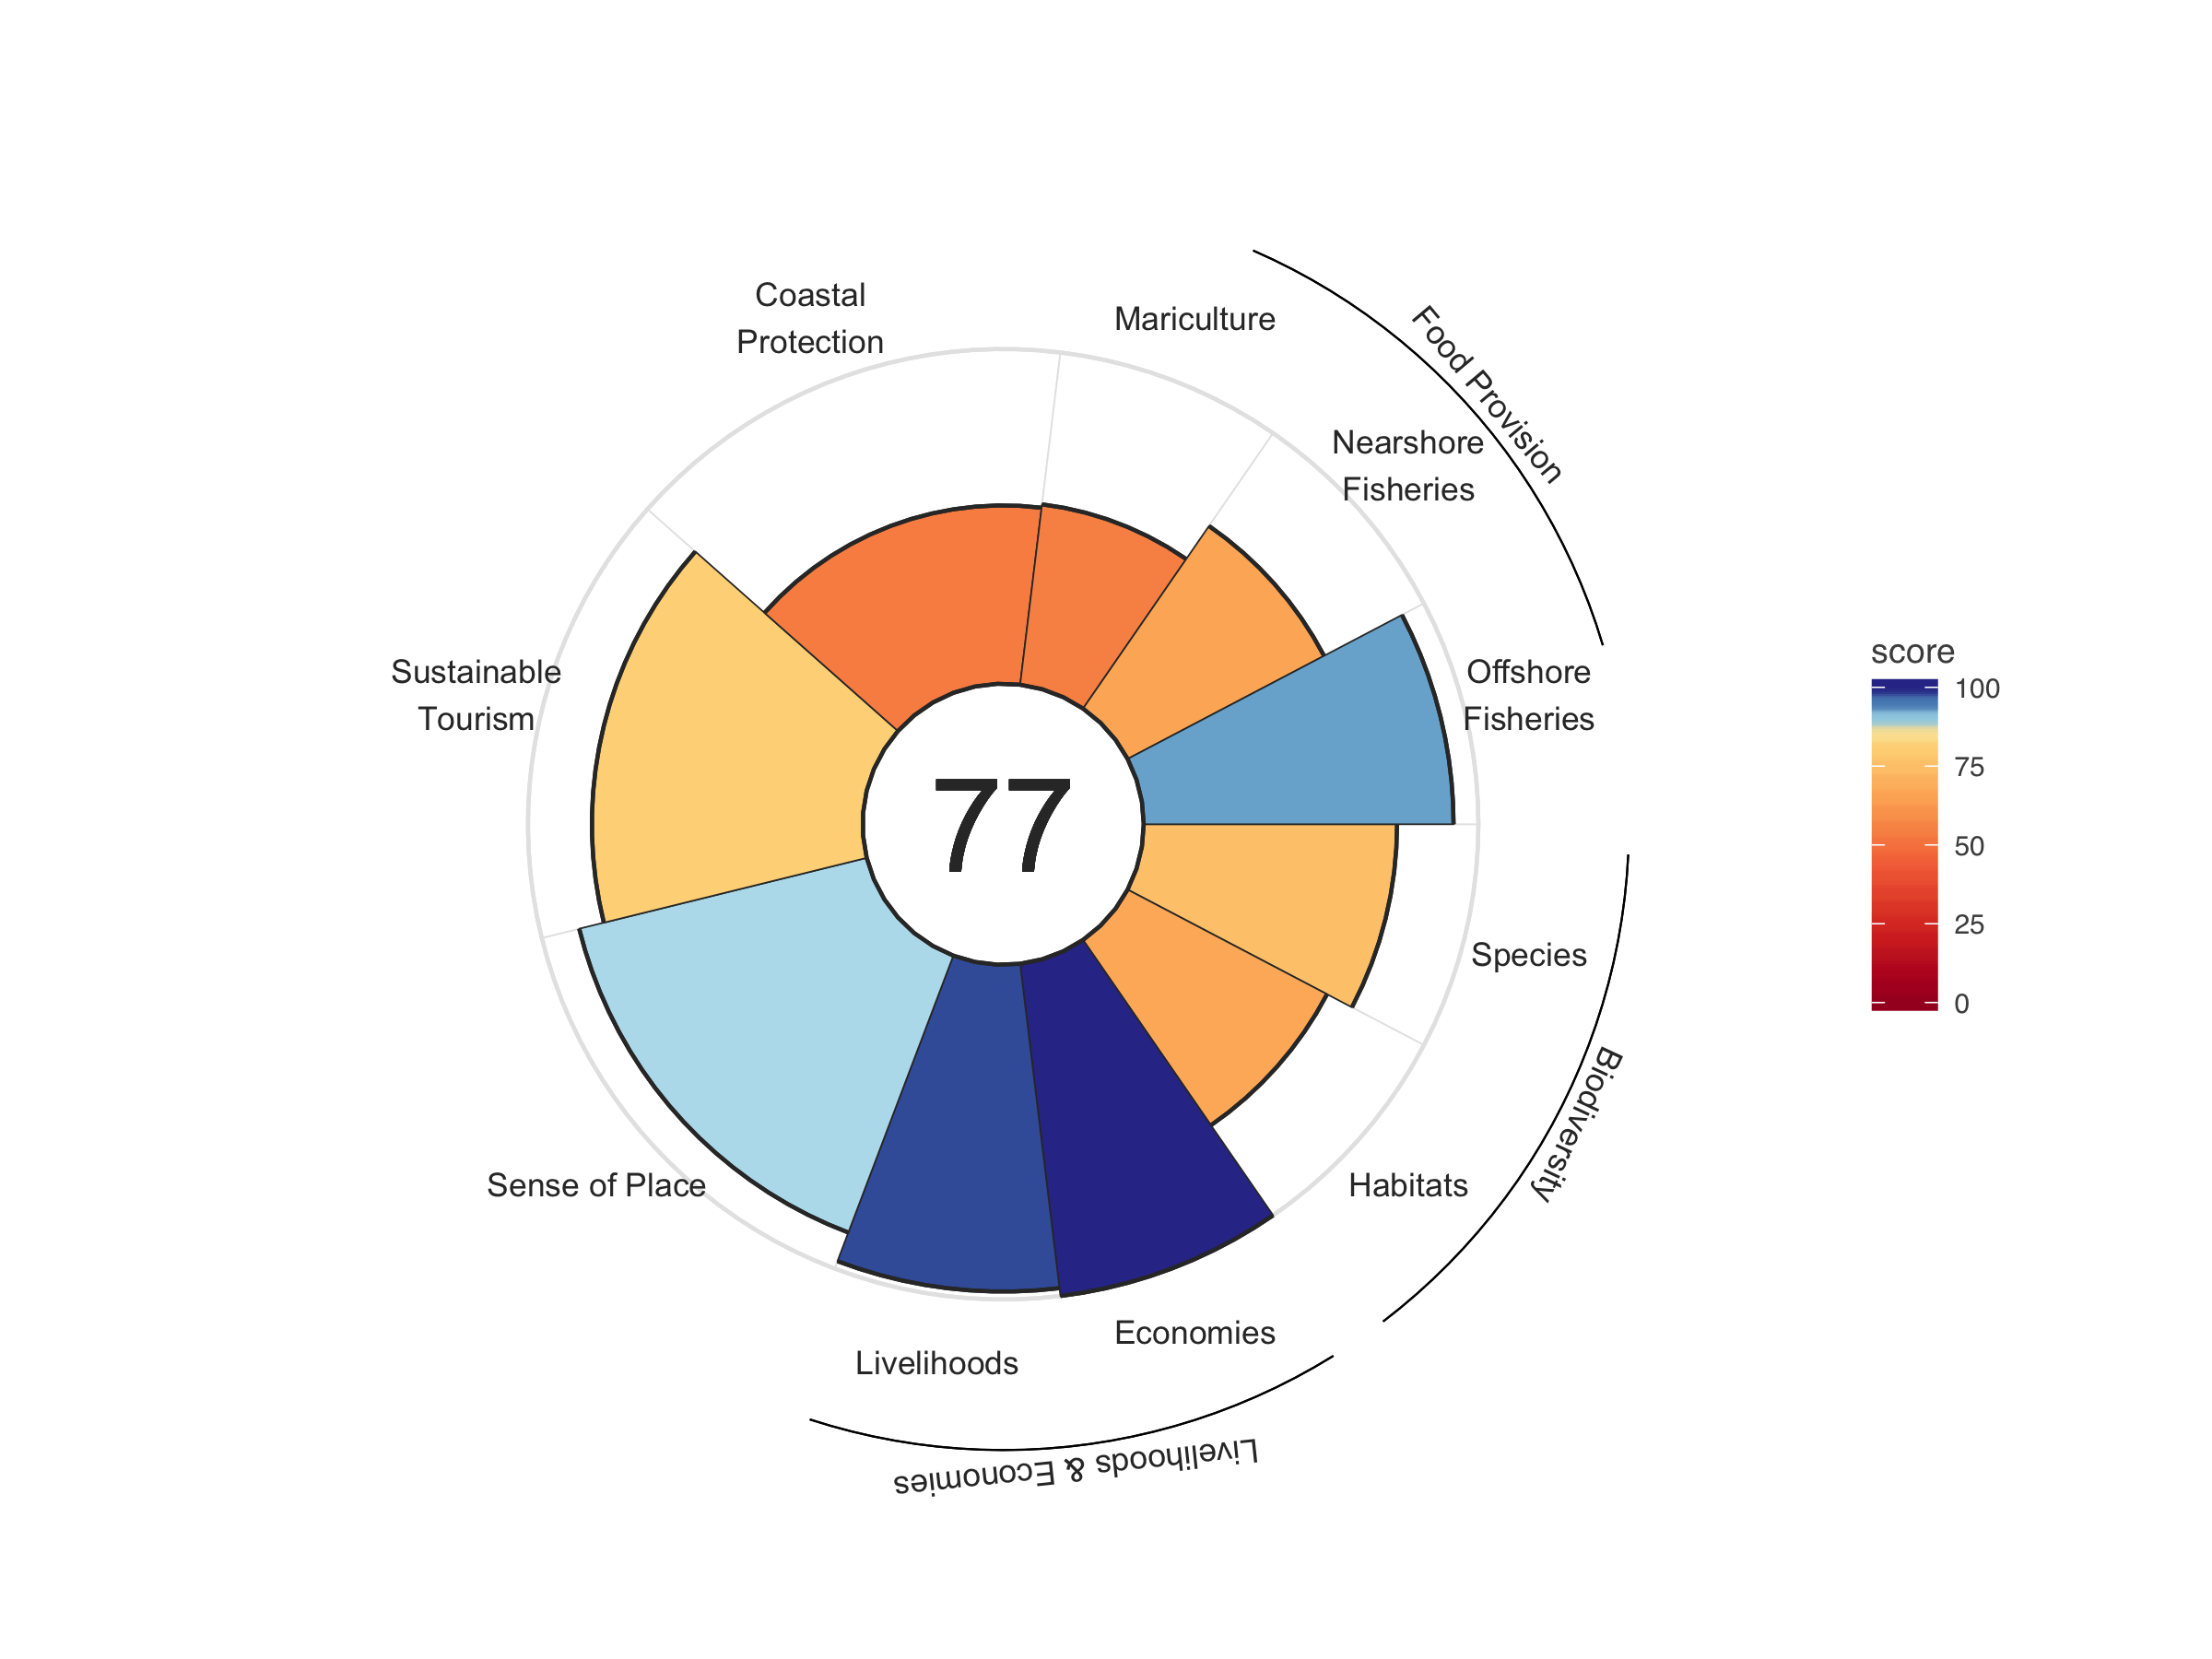 Coastal
Protection
Mariculture
Food Provision
Nearshore
Fisheries
Sustainable
Tourism
Offshore
Fisheries
77
Species
Biodiversity
Sense of Place
Habitats
Economies
Livelihoods
Livelihoods & Economies
score
100
75
50
25
0